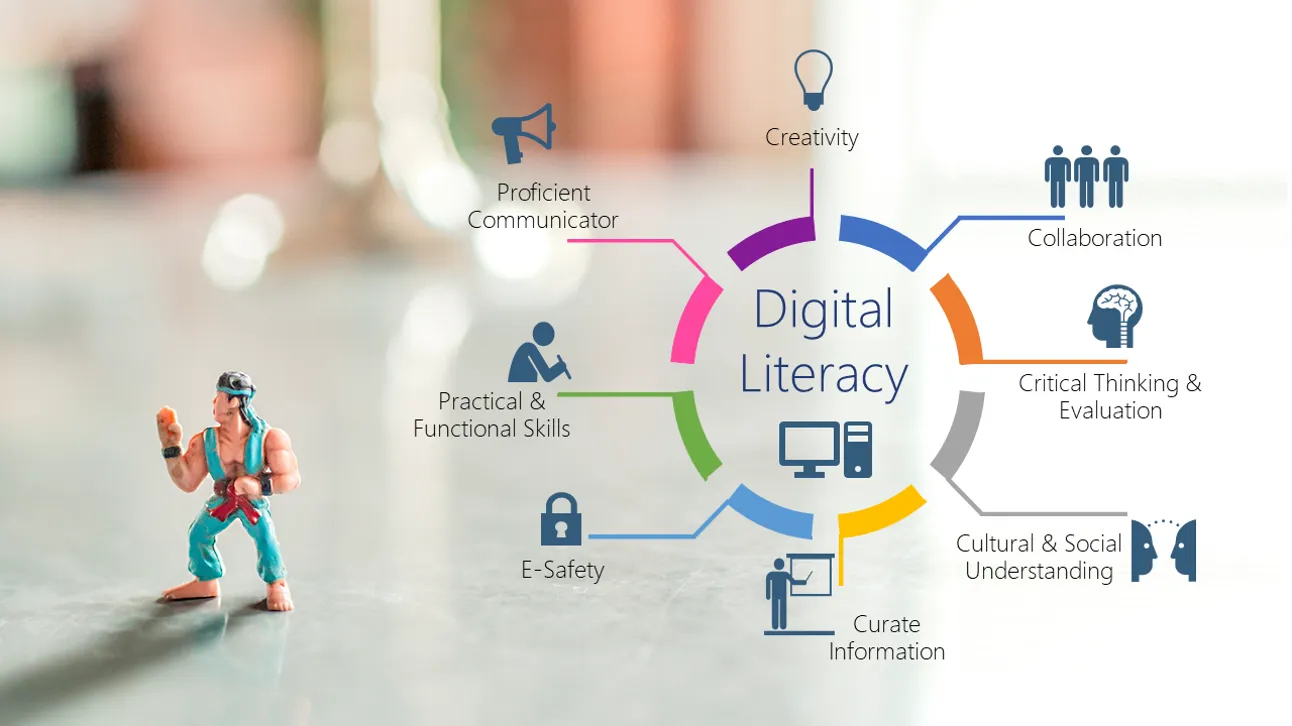 Digital
Literacy
Creativity
Collaboration
Critical Thinking &
Evaluation
Cultural & Social
Understanding
Curate
Information
E-Safety
Practical &
Functional Skills
Proficient
Communicator